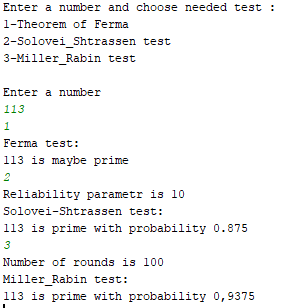 Enter a number and choose needed test :
1-Theorem of Ferma
2-Solovei_Shtrassen test
3-Miller_Rabin test
Enter a number
113
1
Ferma test:
113 is maybe prime
2
Reliability parametr is 10
Solovei-Shtrassen test:
113 is prime with probability 0.875
3
Number of rounds is 100
Miller_Rabin test:
113 is prime with probability 0,9375